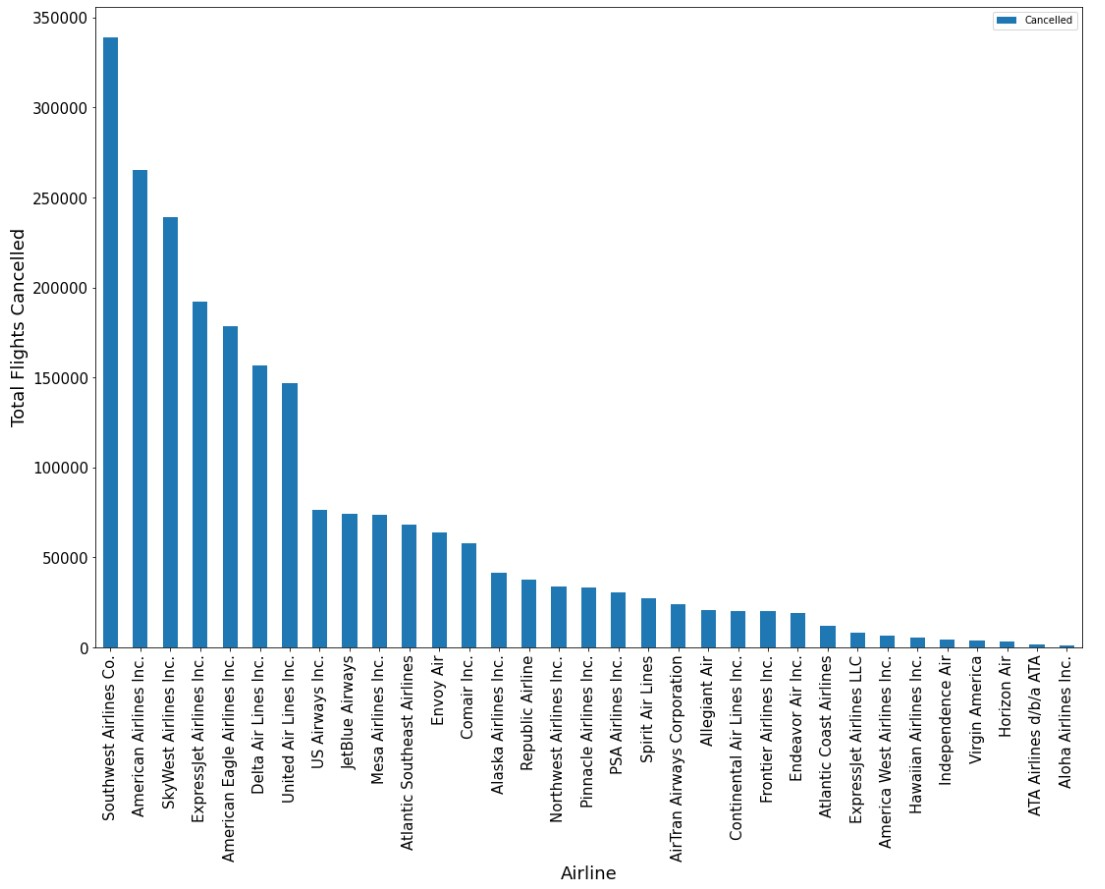 Cancelled
350000
300000
250000
200000
150000
100000
50000
0
Total Flights Cancelled
Southwest Airlines Co.
American Airlines Inc.
SkyWest Airlines Inc.
ExpressJet Airlines Inc.
American Eagle Airlines Inc.
Delta Air Lines Inc.
United Air Lines Inc.
US Airways Inc.
JetBlue Airways
Mesa Airlines Inc.
Atlantic Southeast Airlines
Envoy Air
Comair Inc.
Alaska Airlines Inc.
Republic Airline
Northwest Airlines Inc.
Pinnacle Airlines Inc.
PSA Airlines Inc.
Spirit Air Lines
AirTran Airways Corporation
Allegiant Air
Continental Air Lines Inc.
Frontier Airlines Inc.
Endeavor Air Inc.
Atlantic Coast Airlines
ExpressJet Airlines LLC
America West Airlines Inc.
Hawaiian Airlines Inc.
Independence Air
Virgin America
Horizon Air
ATA Airlines d/b/a ATA
Aloha Airlines Inc.
Airline